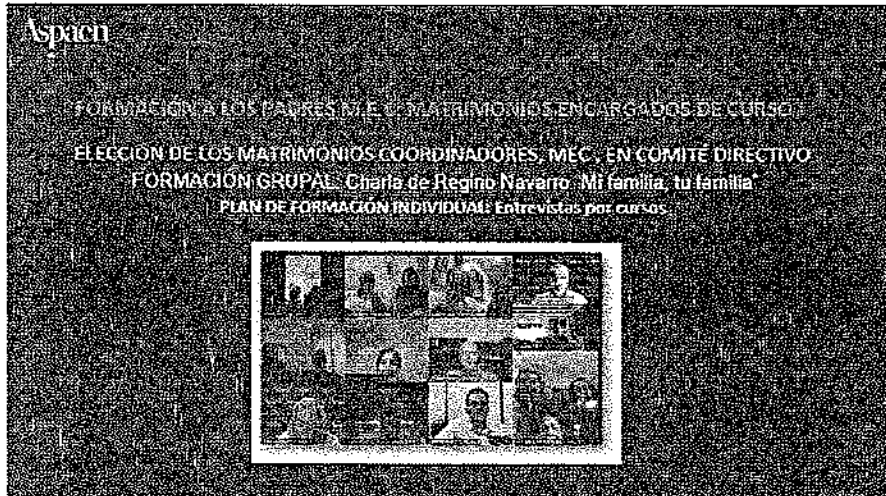 Aspacn
FORMACIÓN A LOS PADRES M.E.C. MATRIMONIOS ENCARGADOS DE CURSO
ELECCIÓN DE LOS MATRIMONIOS COORDINADORES, MEC , EN COMITÉ DIRECTIVO
FORMACIÓN GRUPAL: Charla de Regino Navarro "Mi familia, tu familia"
PLAN DE FORMACIÓN INDIVIDUAL: Entrevistas por cursos